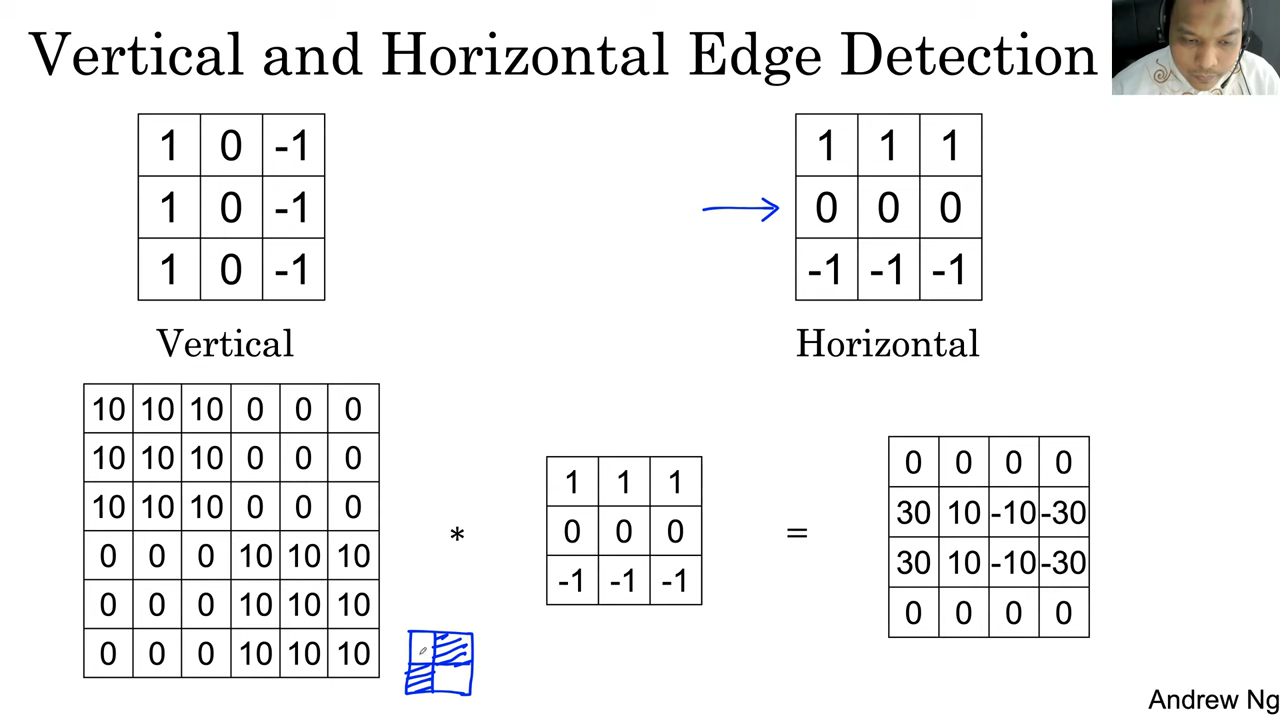 Vertical and Horizontal Edge Detection
1 0 -1
1 0 -1
1 0 -1
Vertical
1 1 1
0 0 0
-1 -1 -1
Horizontal
10 10 10 0 0 0
10 10 10 0 0 0
10 10 10 0 0 0
0 0 0 10 10 10
0 0 0 10 10 10
0 0 0 10 10 10
*
1 1 1
0 0 0
-1 -1 -1
=
0 0 0 0
30 10 -10 -30
30 10 -10 -30
0 0 0 0
Andrew Ng